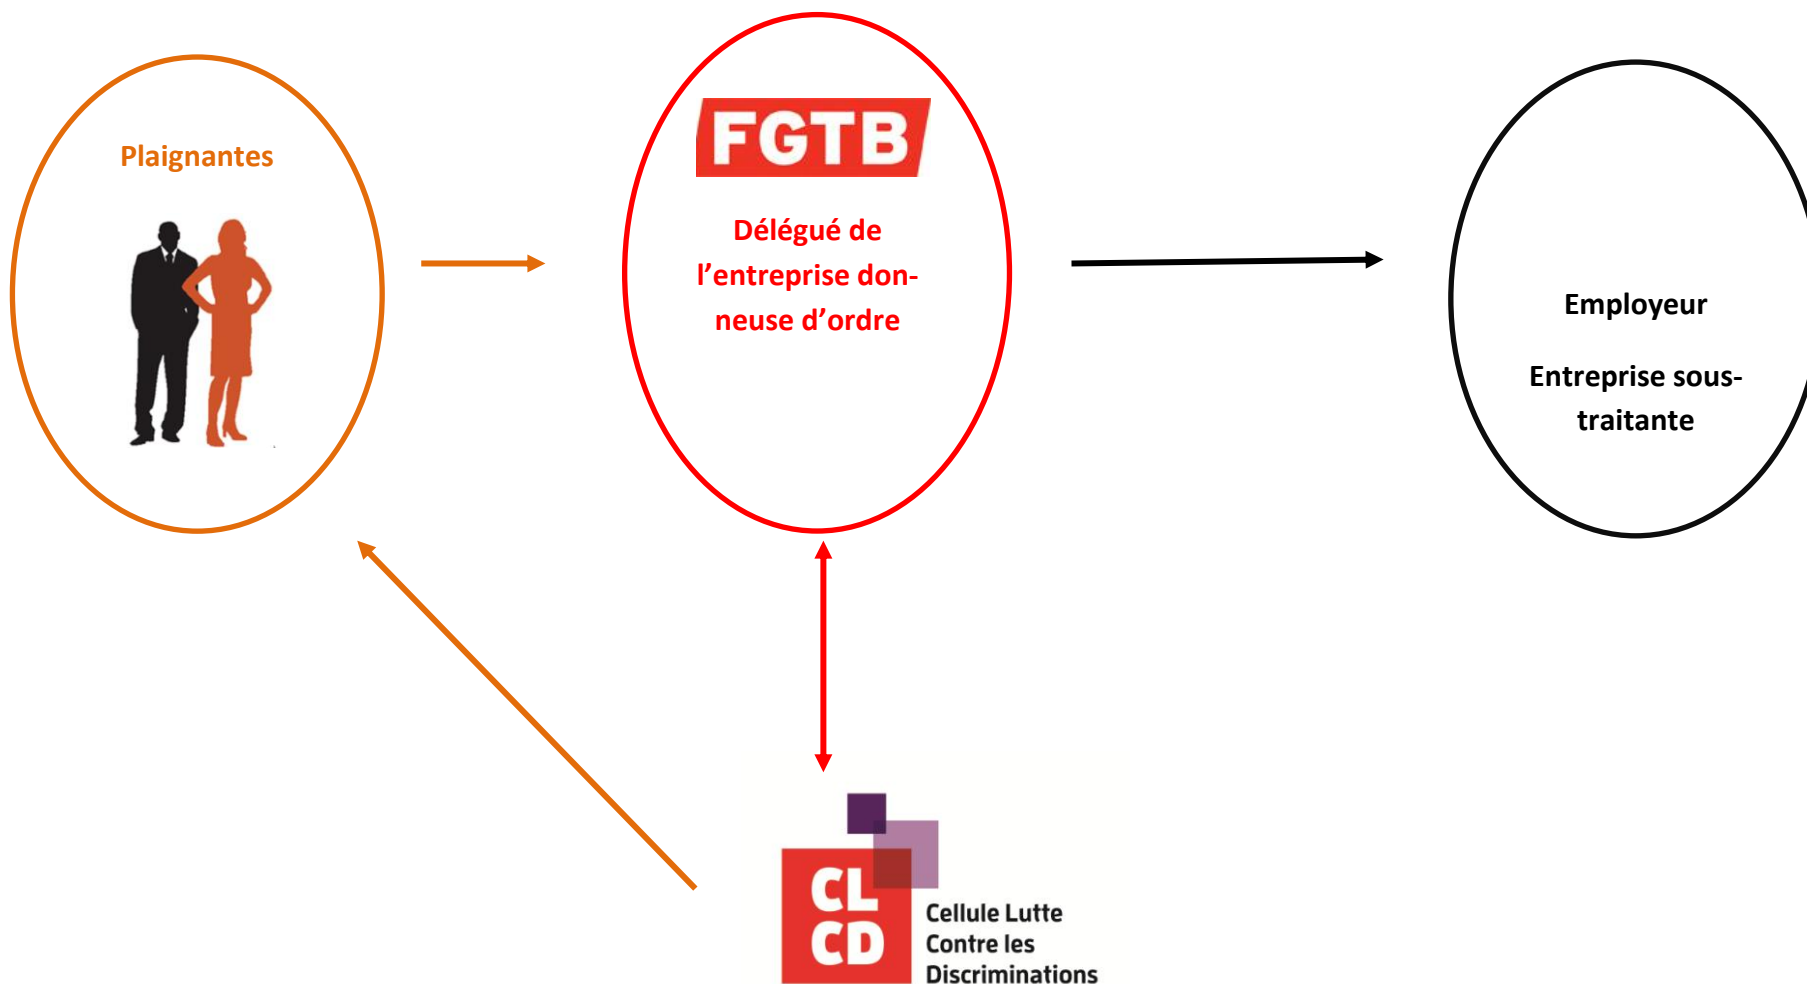 Plaignantes
FGTB
Délégué de
l’entreprise don-
neuse d’ordre
Employeur
Entreprise sous-
traitante
CL
CD
Cellule Lutte
Contre les
Discriminations